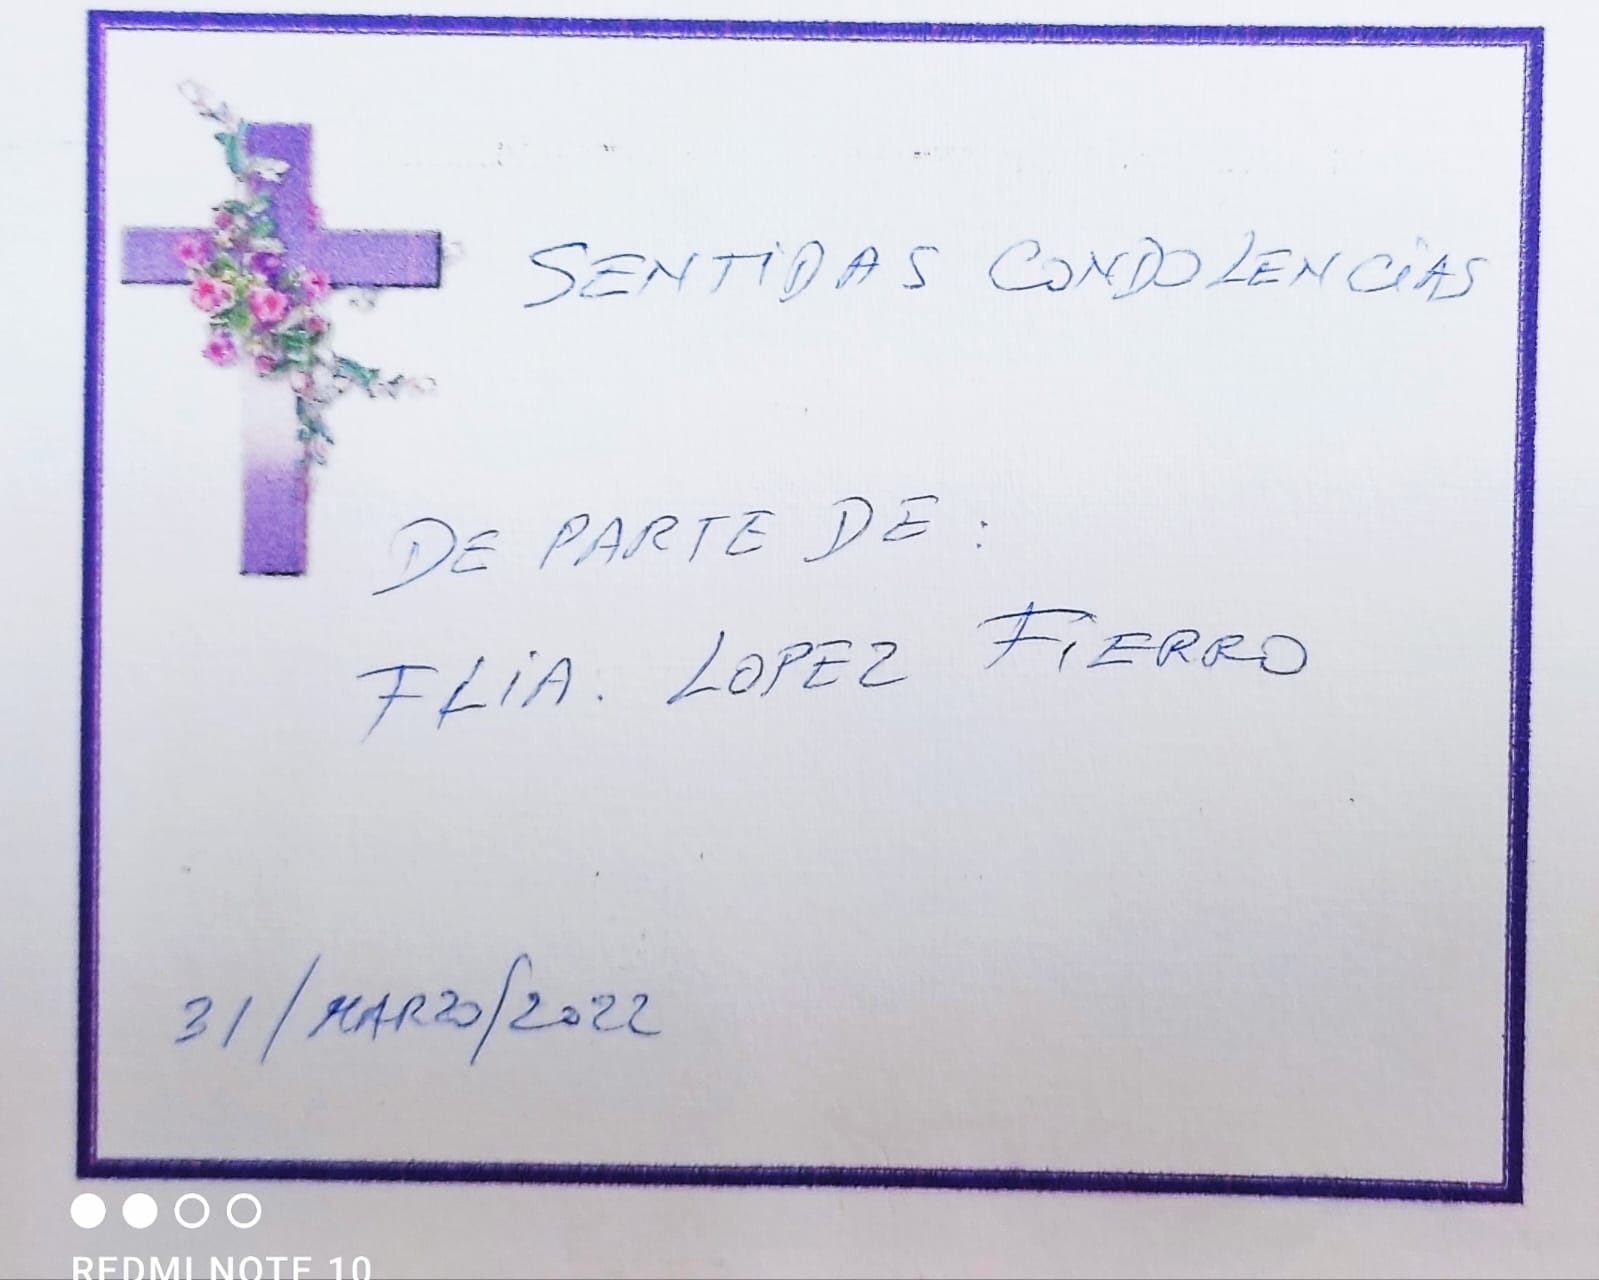 SENTIDAS CONDOLENCIAS
DE PARTE DE:
FLIA. LOPEZ FIERRO
31/MARZO/2022
REDMI NOTE 10